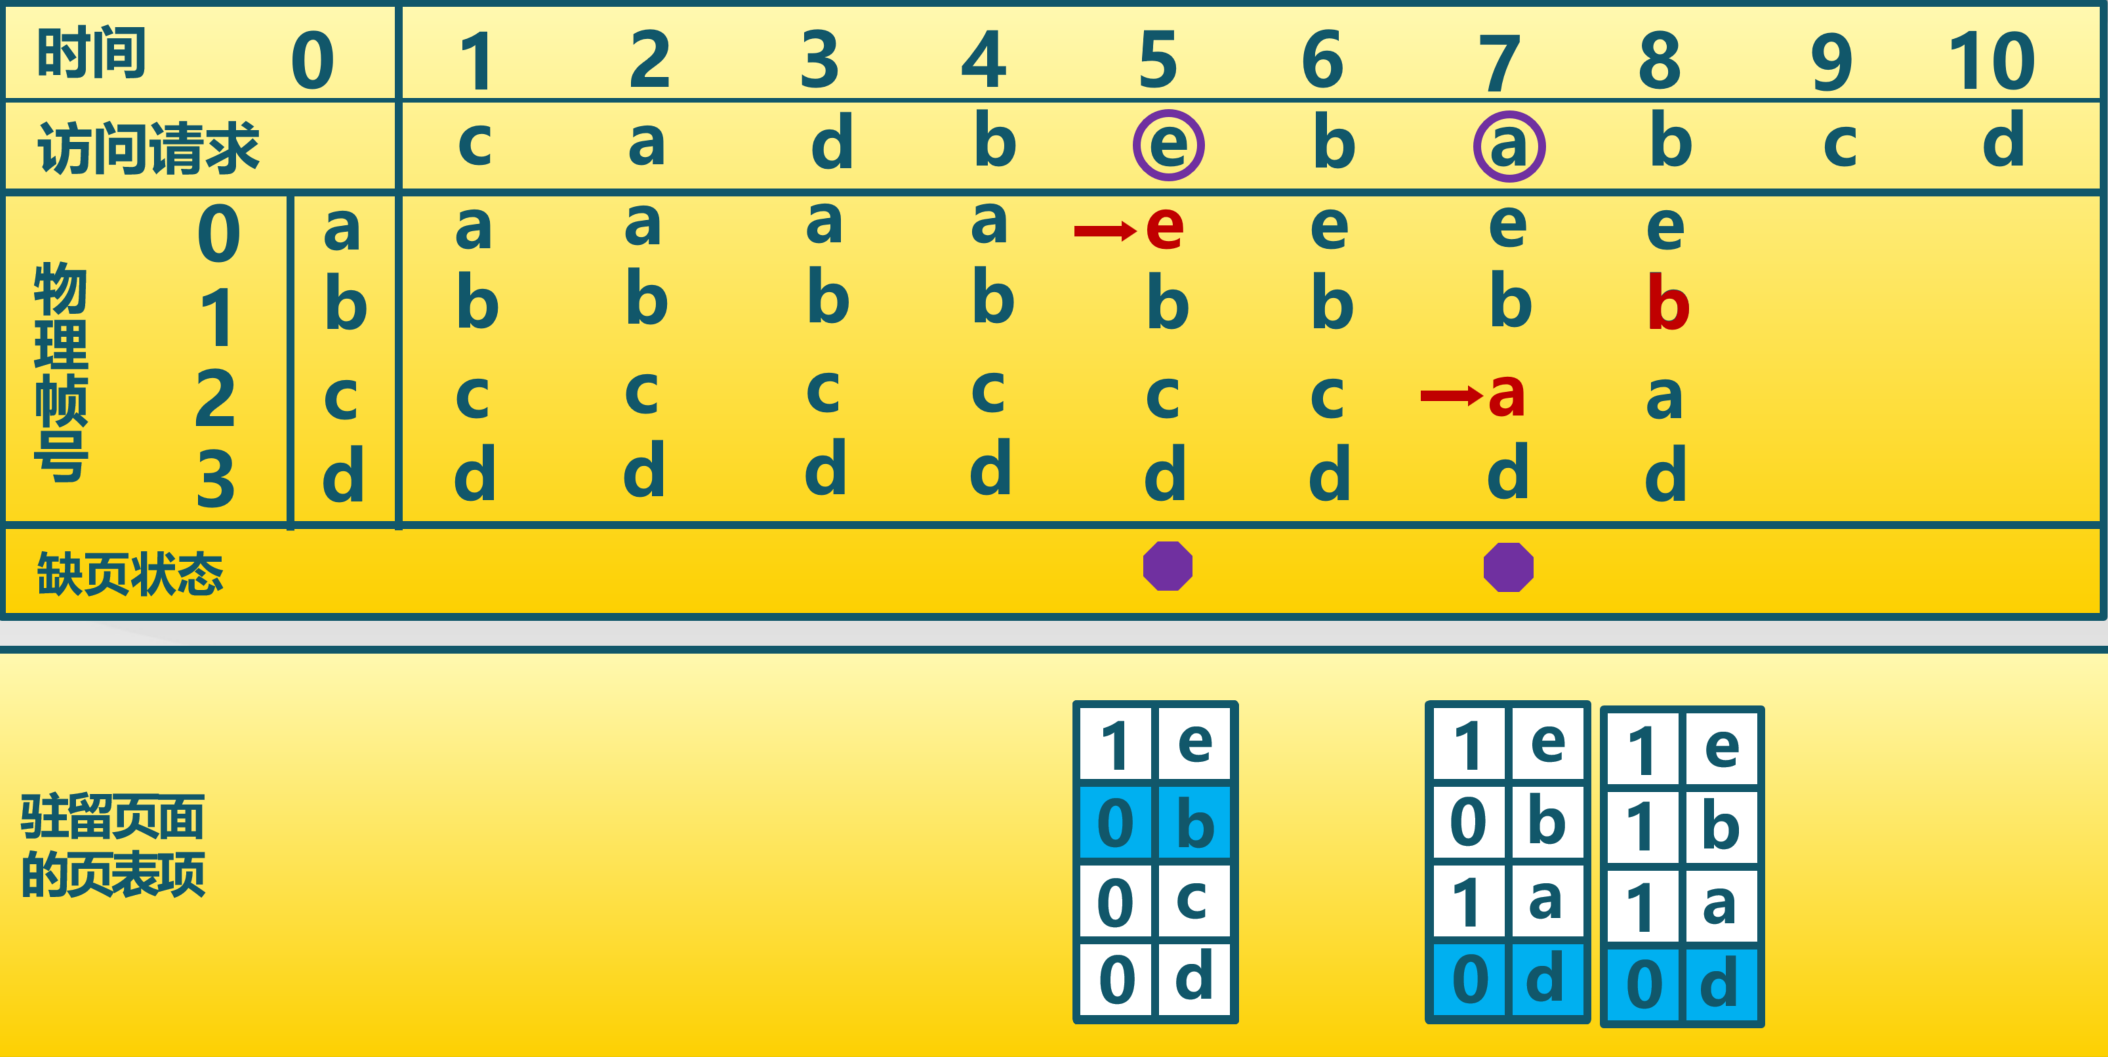 时间 0 1 2 3 4 5 6 7 8 9 10
访问请求 c a d b e b a b c d
物理帧号
0 a a a a a e e e e
1 b b b b b b b b b
2 c c c c c c c a a
3 d d d d d d d d d
缺页状态
驻留页面
的页表项
1 e
0 b
0 c
0 d
1 e
0 b
1 a
0 d
1 e
1 b
1 a
0 d